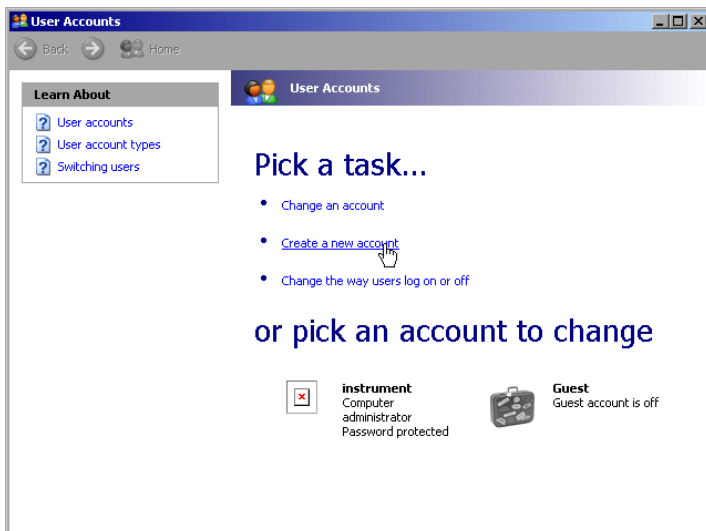 User Accounts
Back Home
Learn About
User accounts
User account types
Switching users
User Accounts
Pick a task...
Change an account
Create a new account
Change the way users log on or off
or pick an account to change
instrument
Computer
administrator
Password protected
Guest
Guest account is off